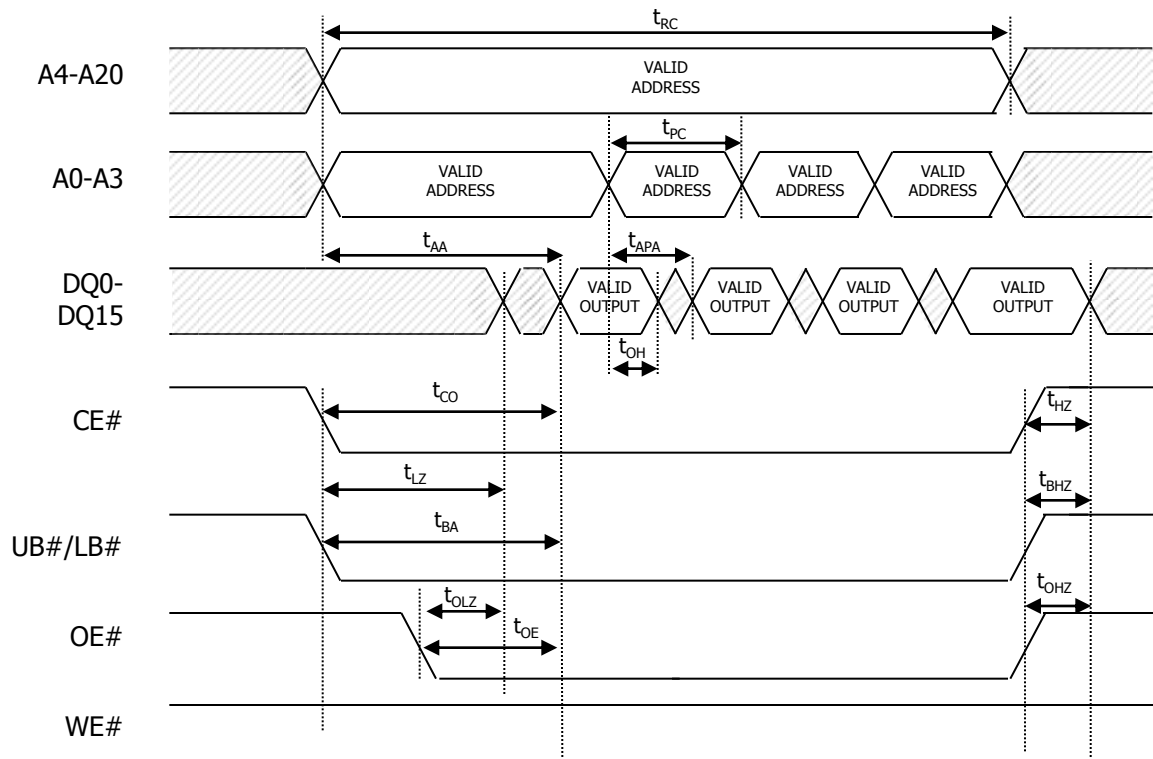 tRC
A4-A20
VALID
ADDRESS
tPC
A0-A3
VALID
ADDRESS
VALID
ADDRESS
VALID
ADDRESS
VALID
ADDRESS
tAA
tAPA
DQ0-
DQ15
VALID
OUTPUT
VALID
OUTPUT
VALID
OUTPUT
VALID
OUTPUT
tOH
CE#
tCO
tHZ
tLZ
tBHZ
UB#/LB#
tBA
tOLZ
tOHZ
OE#
tOE
WE#